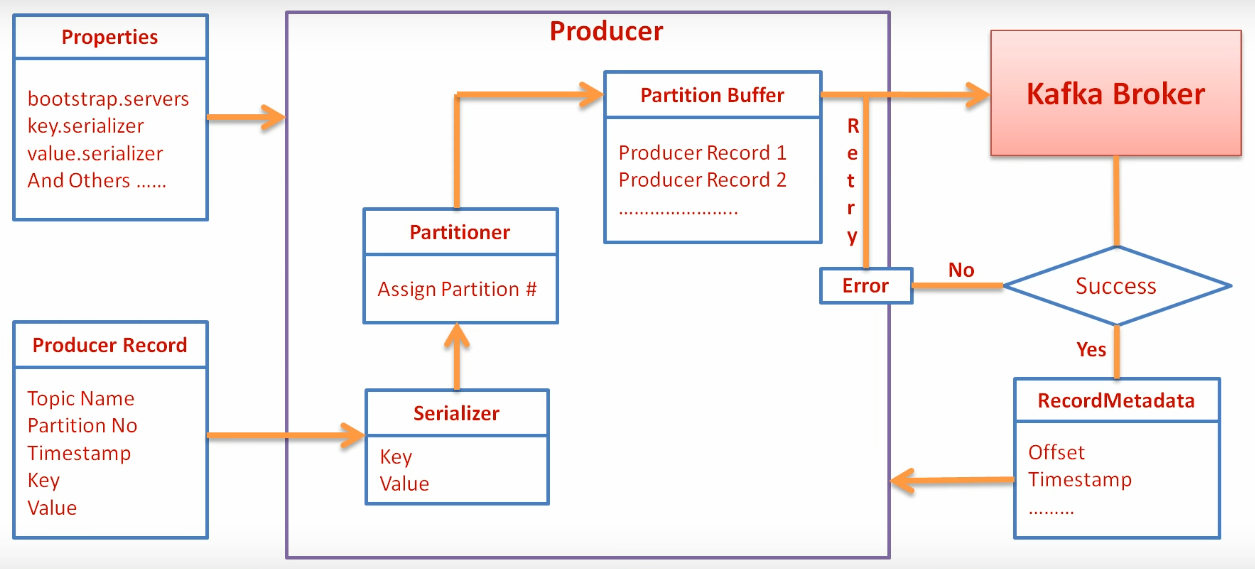 Properties
bootstrap.servers
key.serializer
value.serializer
And Others ......
Producer Record
Topic Name
Partition No
Timestamp
Key
Value
Producer
Serializer
Key
Value
Partitioner
Assign Partition #
Partition Buffer
Producer Record 1
Producer Record 2
.......................
Retry
Error
Kafka Broker
Success
No
Yes
RecordMetadata
Offset
Timestamp
.........